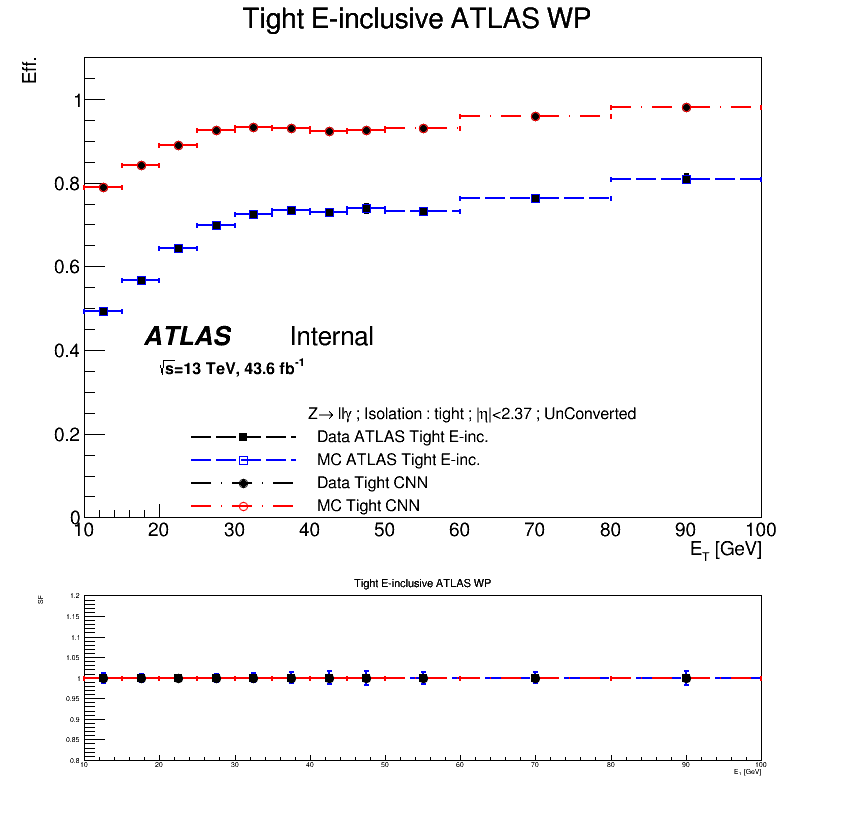 Tight E-inclusive ATLAS WP
Eff.
1
0.8
0.6
0.4
0.2
0
ATLAS Internal
√s=13 TeV, 43.6 fb⁻¹
Z→ llγ ; Isolation : tight ; |η|<2.37 ; UnConverted
Data ATLAS Tight E-inc.
MC ATLAS Tight E-inc.
Data Tight CNN
MC Tight CNN
10 20 30 40 50 60 70 80 90 100
E_T [GeV]
Tight E-inclusive ATLAS WP
SF
1.2
1.15
1.1
1.05
1
0.95
0.9
0.85
0.8
10 20 30 40 50 60 70 80 90 100
E_T [GeV]